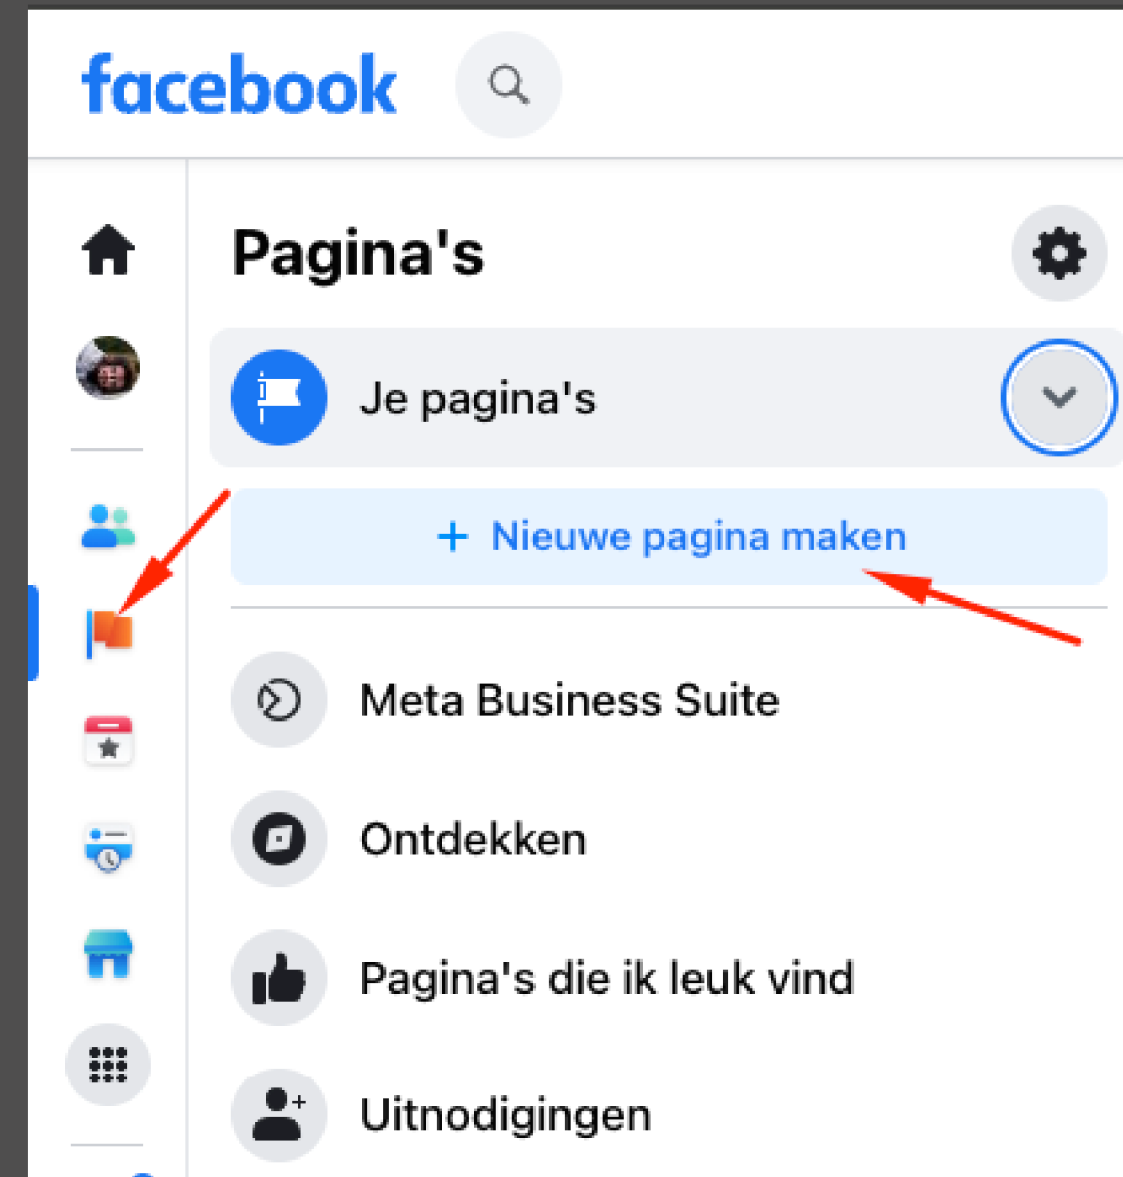 facebook
Pagina's
Je pagina's
+ Nieuwe pagina maken
Meta Business Suite
Ontdekken
Pagina's die ik leuk vind
Uitnodigingen